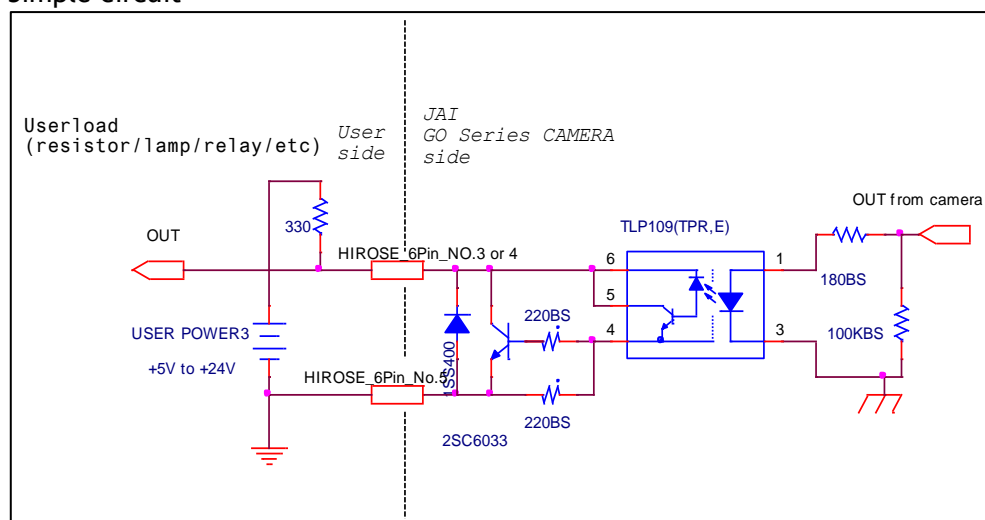 Simple Circuit
Userload
(resistor/lamp/relay/etc)
User
side
JAI
GO Series CAMERA
side
OUT from camera
TLP109(TPR,E)
330
OUT
HIROSE_6Pin_NO.3 or 4
6
1
180BS
5
220BS
100KBS
USER POWER3
4
3
+5V to +24V
1SS400
HIROSE_6Pin_No.5
220BS
2SC6033